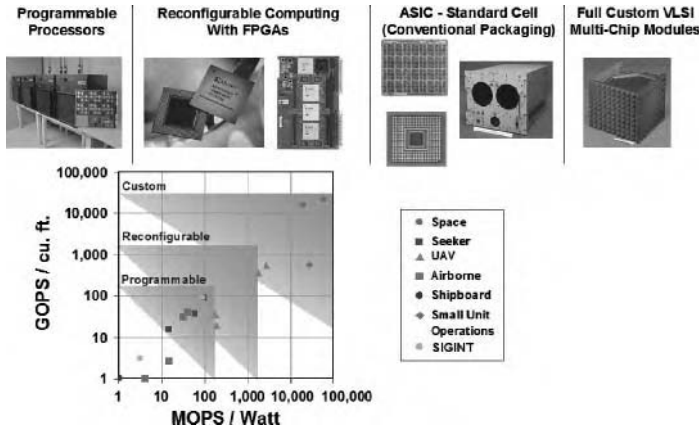 Programmable
Processors
Reconfigurable Computing
With FPGAs
ASIC - Standard Cell
(Conventional Packaging)
Full Custom VLSI
Multi-Chip Modules
GOPS / cu. ft.
100,000
10,000
1,000
100
10
1
Custom
Reconfigurable
Programmable
1
10
100
1,000
10,000
100,000
MOPS / Watt
Space
Seeker
UAV
Airborne
Shipboard
Small Unit
Operations
SIGINT